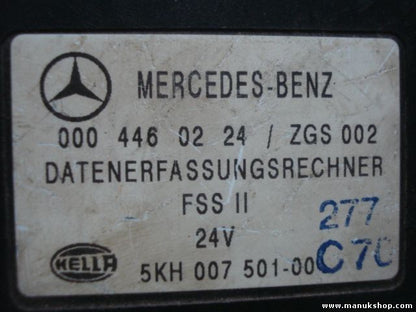 MERCEDES-BENZ
000 446 02 24 / ZGS 002
DATENERFASSUNGSRECHNER
FSS II
277
24V
C70
HELLA
5KH 007 501-00
www.manukshop.com